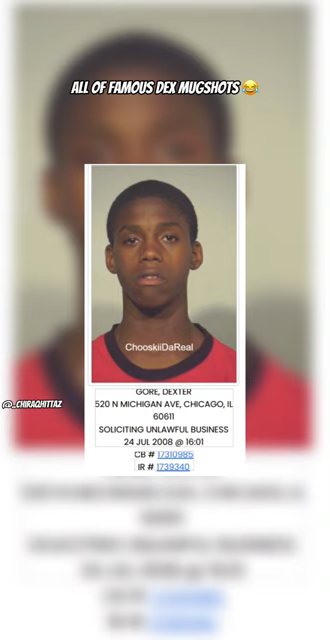 ALL OF FAMOUS DEX MUGSHOTS 😂
ChooskiiDaReal
@_CHIRAQHITTAZ
GORE, DEXTER
520 N MICHIGAN AVE, CHICAGO, IL
60611
SOLICITING UNLAWFUL BUSINESS
24 JUL 2008 @ 16:01
CB # 17310985
IR # 1739340